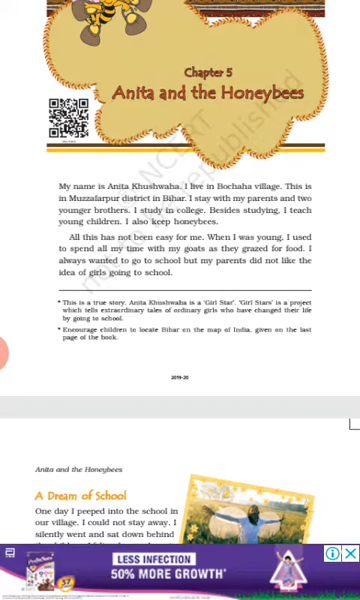 Chapter 5
Anita and the Honeybees
My name is Anita Khushwaha. I live in Bochaha village. This is
in Muzzafarpur district in Bihar. I stay with my parents and two
younger brothers. I study in college. Besides studying, I teach
young children. I also keep honeybees.
All this has not been easy for me. When I was young, I used
to spend all my time with my goats as they grazed for food. I
always wanted to go to school but my parents did not like the
idea of girls going to school.
* This is a true story. Anita Khushwaha is a 'Girl Star'. 'Girl Stars' is a project
which tells extraordinary tales of ordinary girls who have changed their life
by going to school.
* Encourage children to locate Bihar on the map of India, given on the last
page of the book.
2019-20
Anita and the Honeybees
A Dream of School
One day I peeped into the school in
our village. I could not stay away. I
silently went and sat down behind
LESS INFECTION
50% MORE GROWTH*